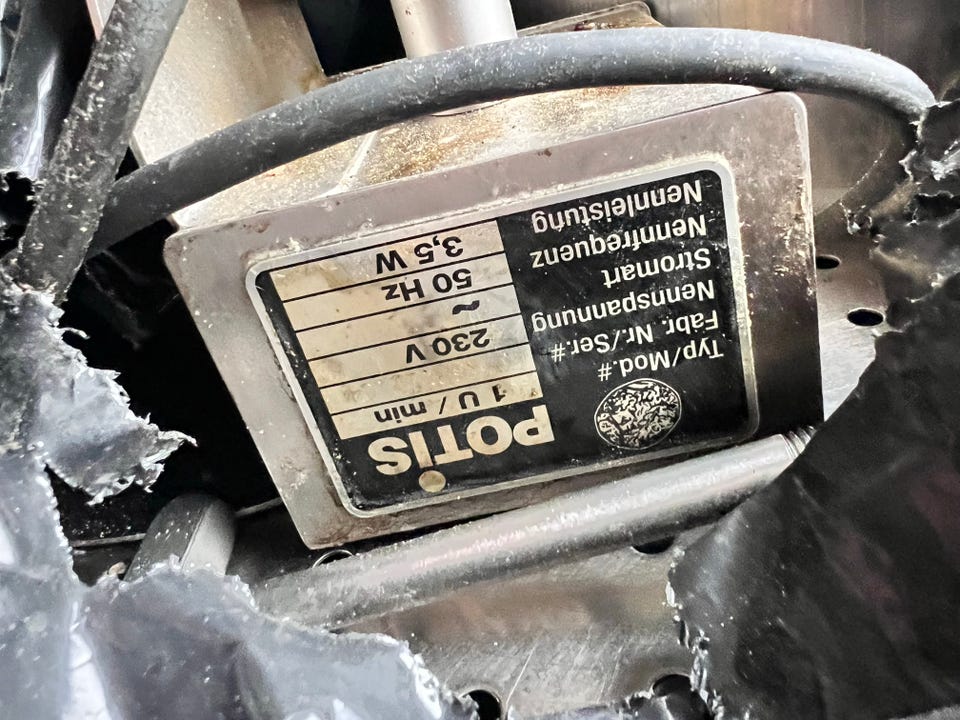 POTIS
Typ/Mod.# 1 U / min
Fabr. Nr./Ser.#
Nennspannung 230 V
Stromart ~
Nennfrequenz 50 Hz
Nennleistung 3,5 W